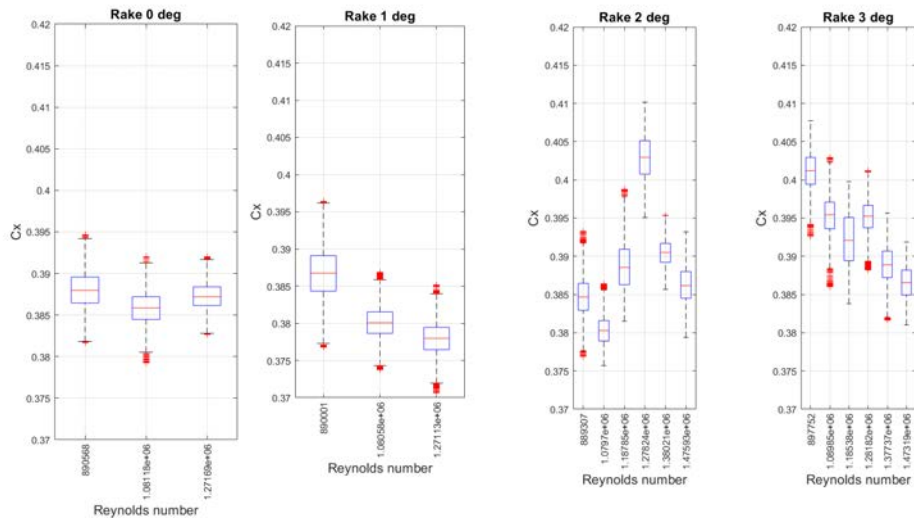 Rake 0 deg
0.42
0.415
0.41
0.405
0.4
0.395
0.39
0.385
0.38
0.375
0.37
Cx
890568
1.08118e+06
1.27169e+06
Reynolds number
Rake 1 deg
0.42
0.415
0.41
0.405
0.4
0.395
0.39
0.385
0.38
0.375
0.37
Cx
890001
1.08058e+06
1.27113e+06
Reynolds number
Rake 2 deg
0.42
0.415
0.41
0.405
0.4
0.395
0.39
0.385
0.38
0.375
0.37
Cx
889307
1.0797e+06
1.18785e+06
1.27824e+06
1.38021e+06
1.47593e+06
Reynolds number
Rake 3 deg
0.42
0.415
0.41
0.405
0.4
0.395
0.39
0.385
0.38
0.375
0.37
Cx
897752
1.08985e+06
1.18538e+06
1.28182e+06
1.37737e+06
1.47319e+06
Reynolds number